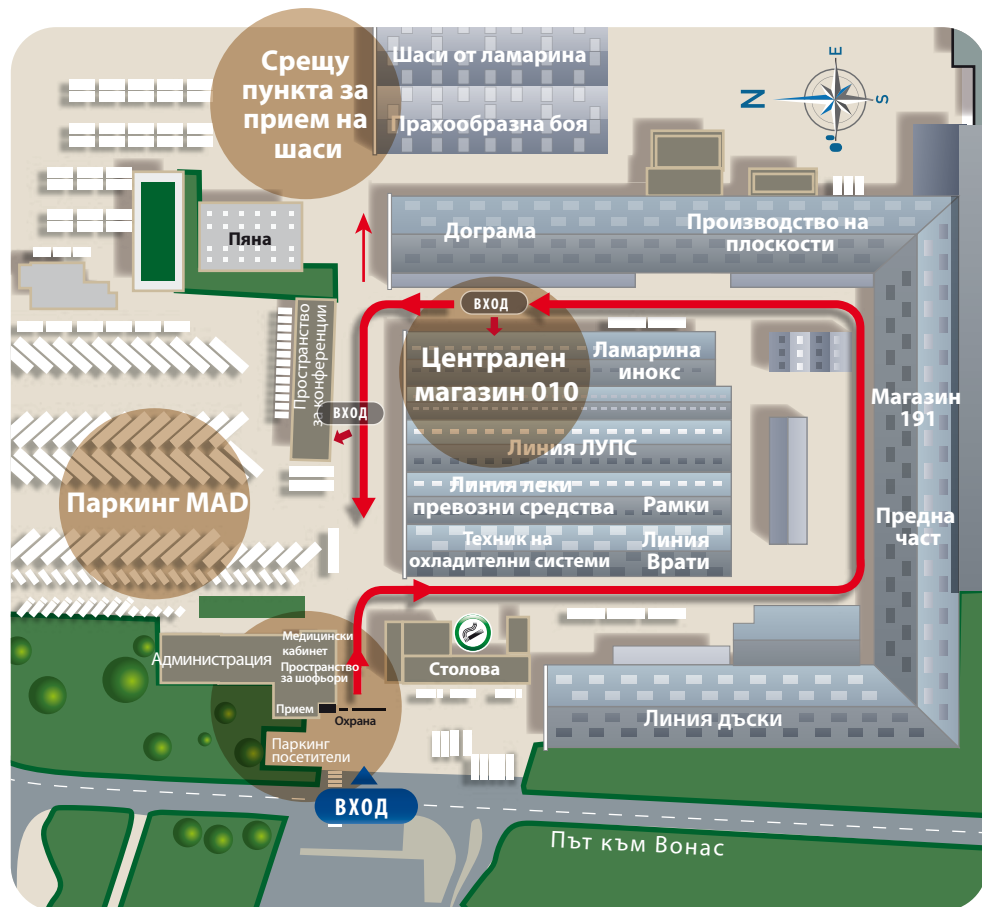 Срещу
пункта за
прием на
шаси
Шаси от ламарина
Прахообразна боя
E
N
S
O
Пяна
Дограма
Производство на
плоскости
ВХОД
Пространство
за конференции
ВХОД
Централен
магазин 010
Ламарина
инокс
Линия ЛУПС
Линия леки
превозни средства
Рамки
Техник на
охладителни системи
Линия
Врати
Магазин
191
Предна
част
Паркинг MAD
Администрация
Медицински
кабинет
Пространство
за шофьори
Прием
Охрана
Паркинг
посетители
Столова
Линия дъски
ВХОД
Път към Вонас